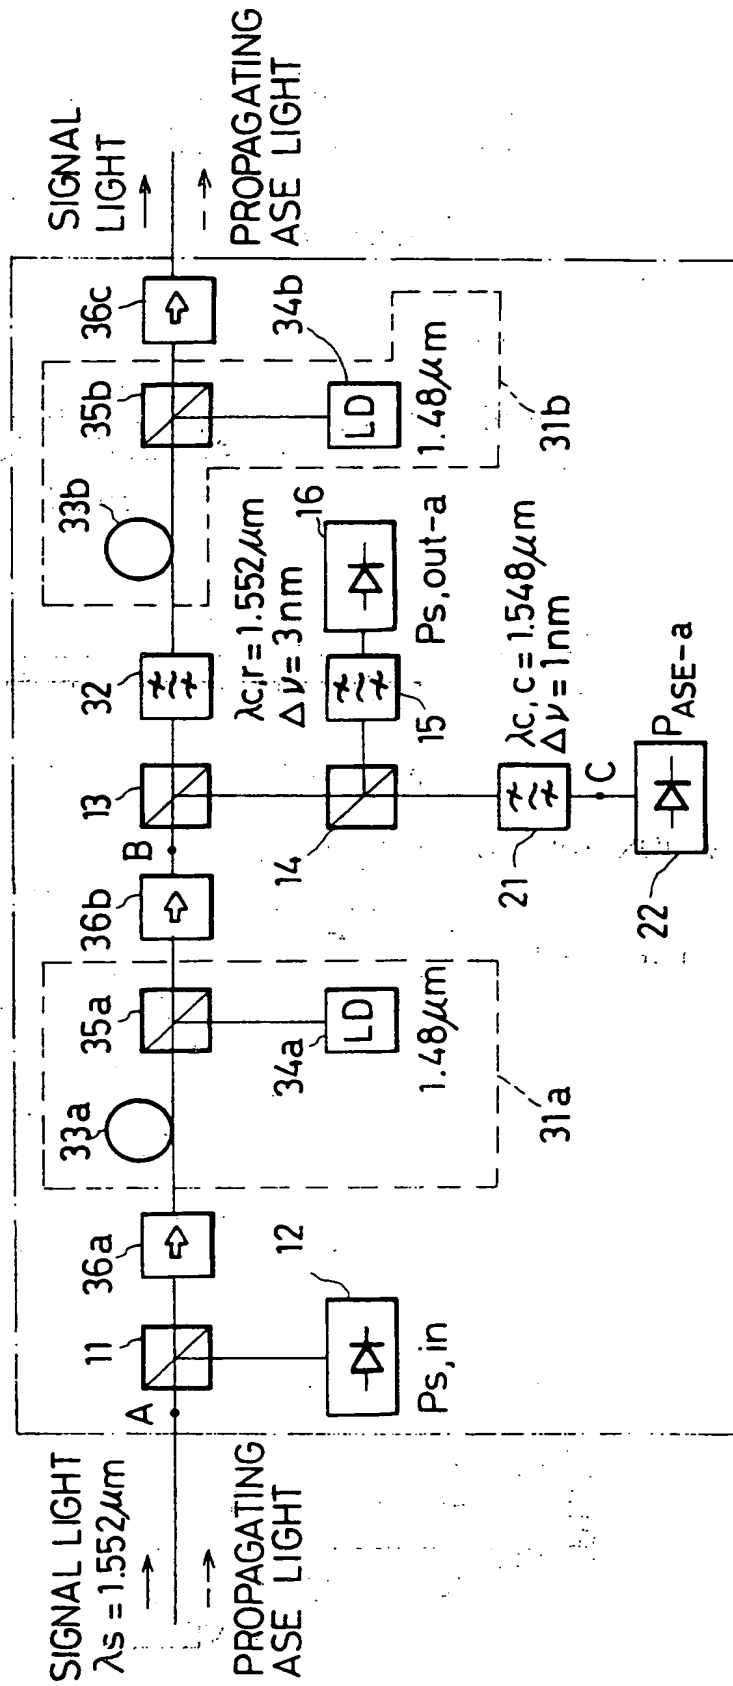 SIGNAL LIGHT
λs = 1.552μm
PROPAGATING
ASE LIGHT
A
11
Ps,in
12
36a
33a
35a
34a
LD
1.48μm
31a
36b
B
13
14
32
λc,r = 1.552μm
Δν = 3nm
15
16
Ps,out-a
21
λc,c = 1.548μm
Δν = 1nm
C
22
PASE-a
33b
35b
34b
LD
1.48μm
31b
36c
SIGNAL
LIGHT
PROPAGATING
ASE LIGHT